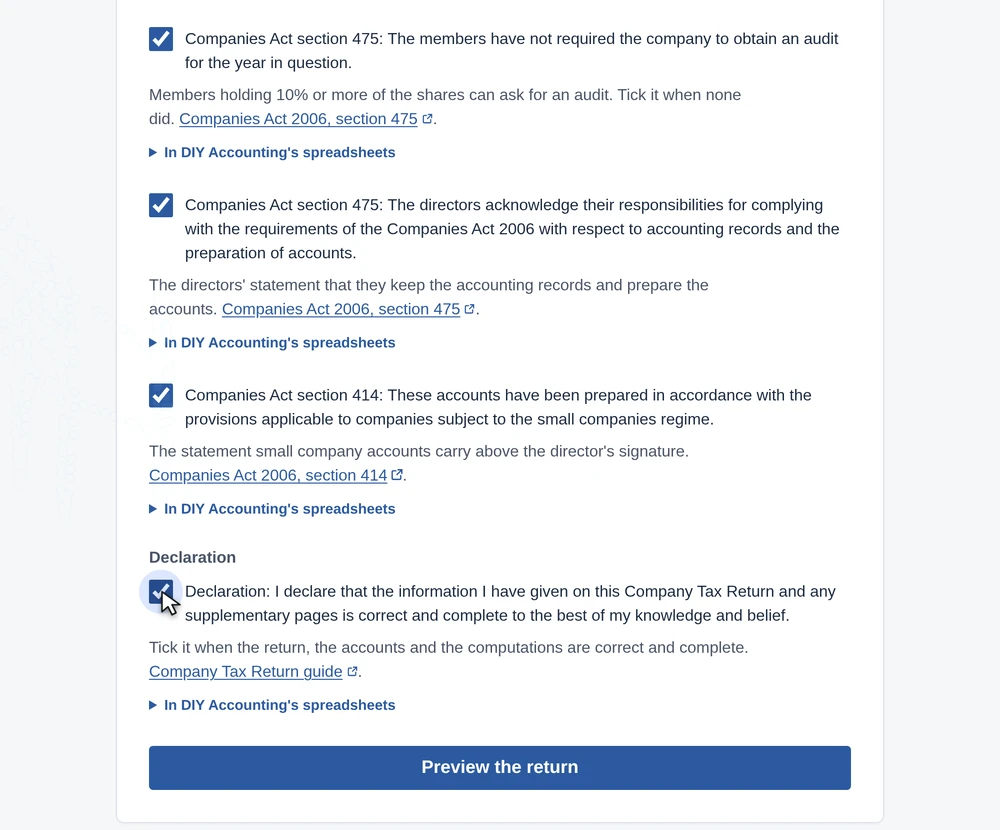 Companies Act section 475: The members have not required the company to obtain an audit
for the year in question.
Members holding 10% or more of the shares can ask for an audit. Tick it when none
did. Companies Act 2006, section 475.
In DIY Accounting's spreadsheets
Companies Act section 475: The directors acknowledge their responsibilities for complying
with the requirements of the Companies Act 2006 with respect to accounting records and the
preparation of accounts.
The directors' statement that they keep the accounting records and prepare the
accounts. Companies Act 2006, section 475.
In DIY Accounting's spreadsheets
Companies Act section 414: These accounts have been prepared in accordance with the
provisions applicable to companies subject to the small companies regime.
The statement small company accounts carry above the director's signature.
Companies Act 2006, section 414.
In DIY Accounting's spreadsheets
Declaration
Declaration: I declare that the information I have given on this Company Tax Return and any
supplementary pages is correct and complete to the best of my knowledge and belief.
Tick it when the return, the accounts and the computations are correct and complete.
Company Tax Return guide.
In DIY Accounting's spreadsheets
Preview the return